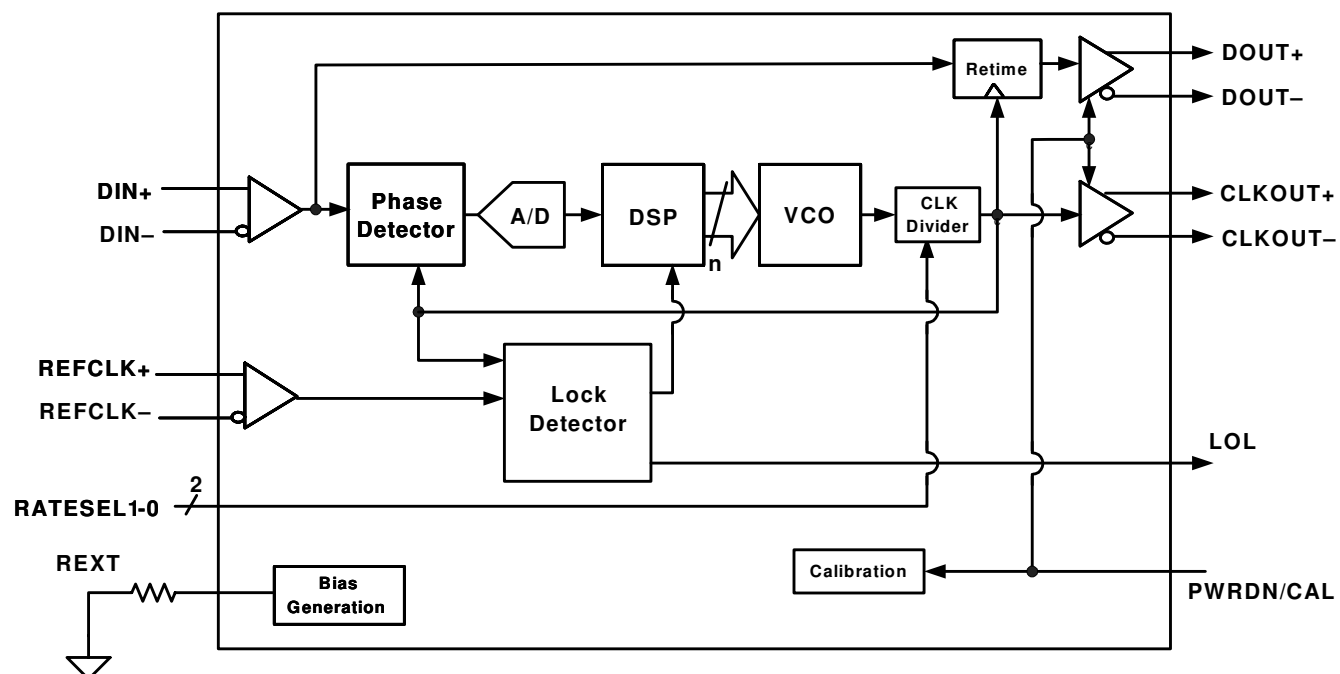 DOUT+
Retime
DOUT–
DIN+
DIN–
Phase
Detector
A/D
DSP
n
VCO
CLK
Divider
CLKOUT+
CLKOUT–
REFCLK+
REFCLK–
Lock
Detector
LOL
2
RATESEL1-0
REXT
Bias
Generation
Calibration
PWRDN/CAL